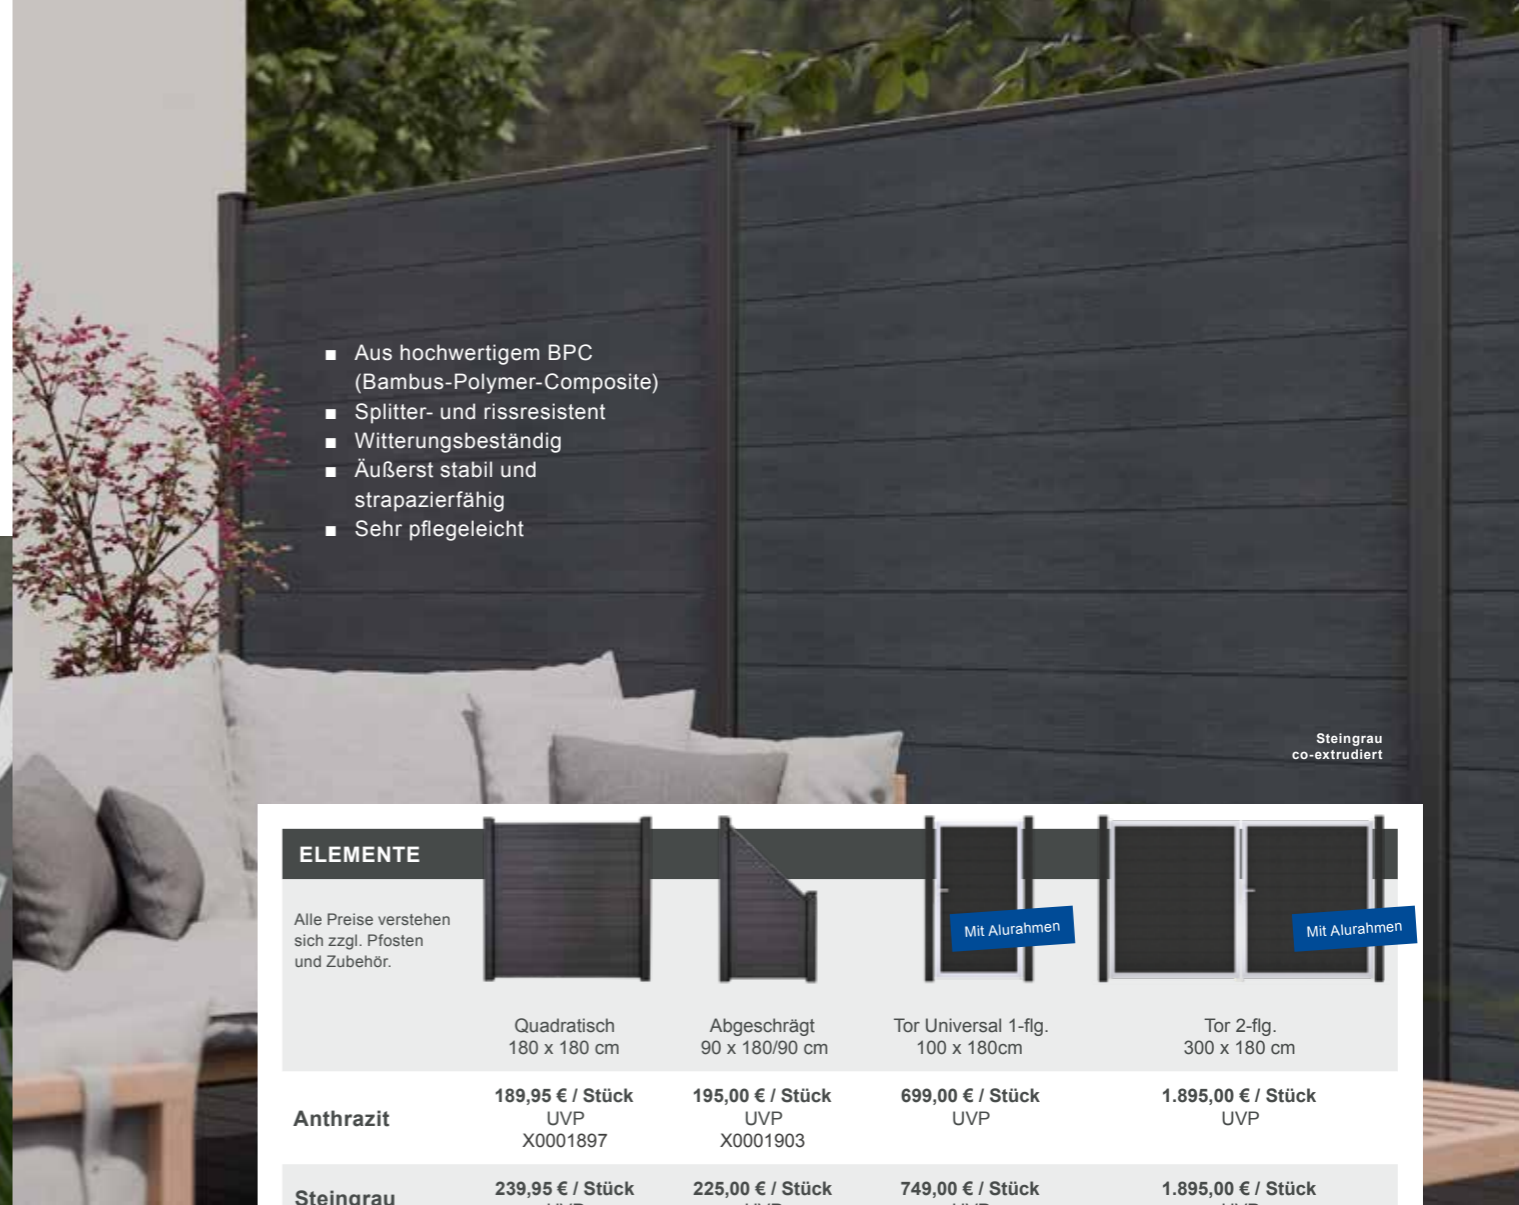 ■ Aus hochwertigem BPC
(Bambus-Polymer-Composite)
■ Splitter- und rissresistent
■ Witterungsbeständig
■ Äußerst stabil und
strapazierfähig
■ Sehr pflegeleicht
Steingrau
co-extrudiert
ELEMENTE
Alle Preise verstehen
sich zzgl. Pfosten
und Zubehör.
Mit Alurahmen
Mit Alurahmen
Quadratisch Abgeschrägt Tor Universal 1-flg. Tor 2-flg.
180 x 180 cm 90 x 180/90 cm 100 x 180cm 300 x 180 cm
189,95 € / Stück 195,00 € / Stück 699,00 € / Stück 1.895,00 € / Stück
Anthrazit UVP UVP UVP UVP
X0001897 X0001903
239,95 € / Stück 225,00 € / Stück 749,00 € / Stück 1.895,00 € / Stück
Steingrau UVP UVP UVP UVP